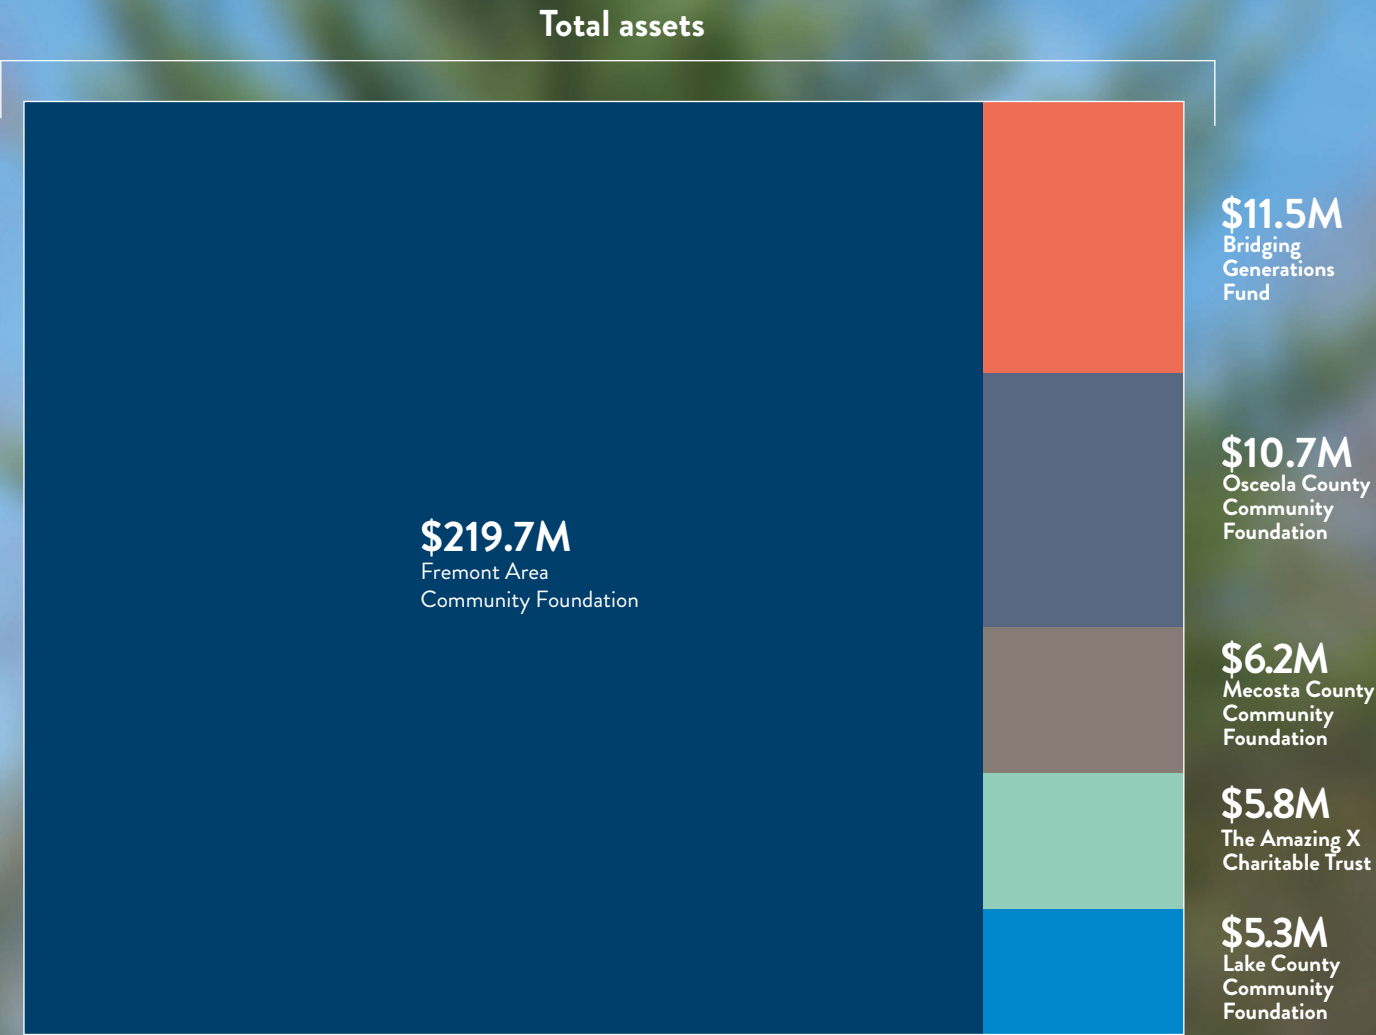 Total assets
$219.7M
Fremont Area
Community Foundation
$11.5M
Bridging
Generations
Fund
$10.7M
Osceola County
Community
Foundation
$6.2M
Mecosta County
Community
Foundation
$5.8M
The Amazing X
Charitable Trust
$5.3M
Lake County
Community
Foundation